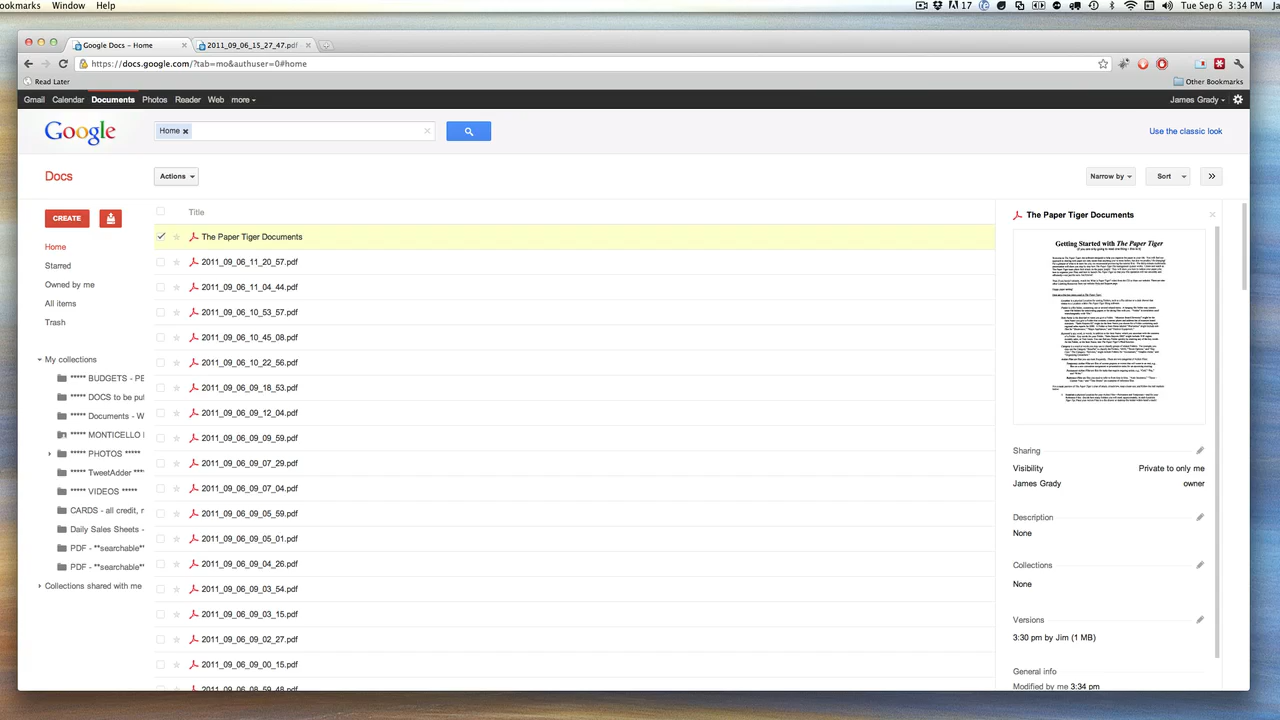 ookmarks Window Help
17 Tue Sep 6 3:34 PM Ja
Google Docs - Home
2011_09_06_15_27_47.pdf
https://docs.google.com/?tab=mo&authuser=0#home
Read Later
Other Bookmarks
Gmail Calendar Documents Photos Reader Web more
James Grady
Google
Home
Use the classic look
Docs
Actions
Narrow by
Sort
CREATE
Title
Home
Starred
Owned by me
All items
Trash
My collections
***** BUDGETS - PE
***** DOCS to be pul
***** Documents - W
***** MONTICELLO
***** PHOTOS *****
***** TweetAdder ****
***** VIDEOS *****
CARDS - all credit, r
Daily Sales Sheets -
PDF - **searchable**
PDF - **searchable**
Collections shared with me
The Paper Tiger Documents
2011_09_06_11_20_57.pdf
2011_09_06_11_04_44.pdf
2011_09_06_10_53_57.pdf
2011_09_06_10_45_08.pdf
2011_09_06_10_22_56.pdf
2011_09_06_09_18_53.pdf
2011_09_06_09_12_04.pdf
2011_09_06_09_09_59.pdf
2011_09_06_09_07_29.pdf
2011_09_06_09_07_04.pdf
2011_09_06_09_05_59.pdf
2011_09_06_09_05_01.pdf
2011_09_06_09_04_26.pdf
2011_09_06_09_03_54.pdf
2011_09_06_09_03_15.pdf
2011_09_06_09_02_27.pdf
2011_09_06_09_00_15.pdf
2011_09_06_08_59_48.pdf
The Paper Tiger Documents
Getting Started with The Paper Tiger
Sharing
Visibility Private to only me
James Grady owner
Description
None
Collections
None
Versions
3:30 pm by Jim (1 MB)
General info
Modified by me 3:34 pm